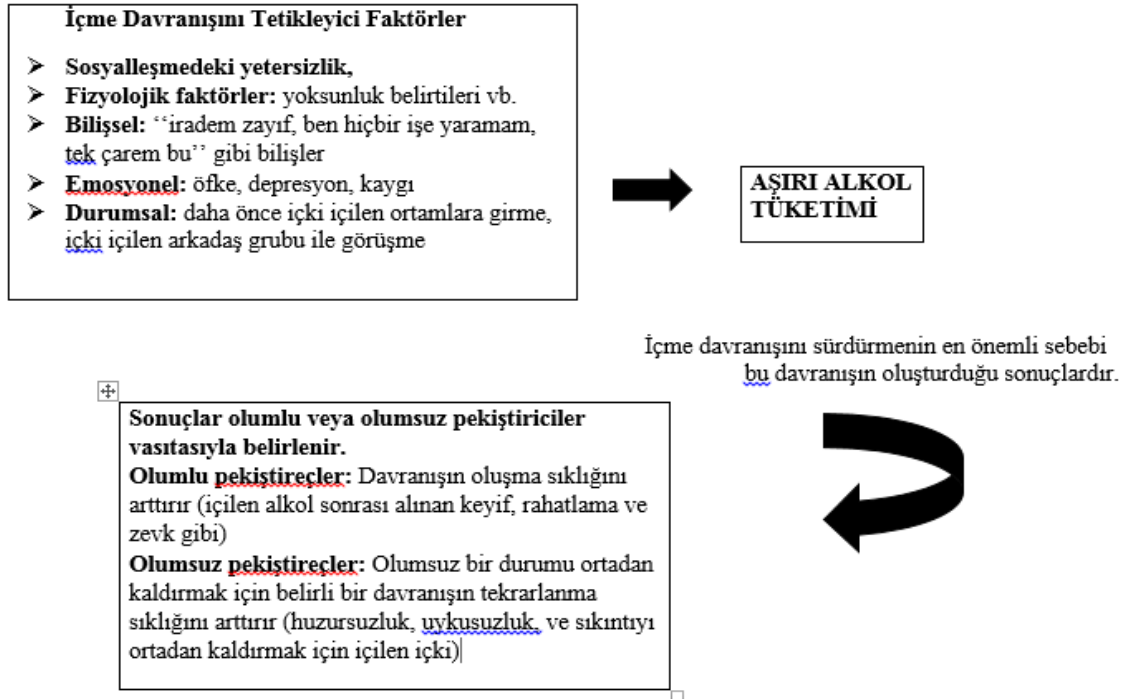 İçme Davranışını Tetikleyici Faktörler
➢ Sosyalleşmedeki yetersizlik,
➢ Fizyolojik faktörler: yoksunluk belirtileri vb.
➢ Bilişsel: ‘‘iradem zayıf, ben hiçbir işe yaramam,
tek çarem bu’’ gibi bilişler
➢ Emosyonel: öfke, depresyon, kaygı
➢ Durumsal: daha önce içki içilen ortamlara girme,
içki içilen arkadaş grubu ile görüşme
AŞIRI ALKOL
TÜKETİMİ
İçme davranışını sürdürmenin en önemli sebebi
bu davranışın oluşturduğu sonuçlardır.
Sonuçlar olumlu veya olumsuz pekiştiriciler
vasıtasıyla belirlenir.
Olumlu pekiştireçler: Davranışın oluşma sıklığını
arttırır (içilen alkol sonrası alınan keyif, rahatlama ve
zevk gibi)
Olumsuz pekiştireçler: Olumsuz bir durumu ortadan
kaldırmak için belirli bir davranışın tekrarlanma
sıklığını arttırır (huzursuzluk, uykusuzluk, ve sıkıntıyı
ortadan kaldırmak için içilen içki)